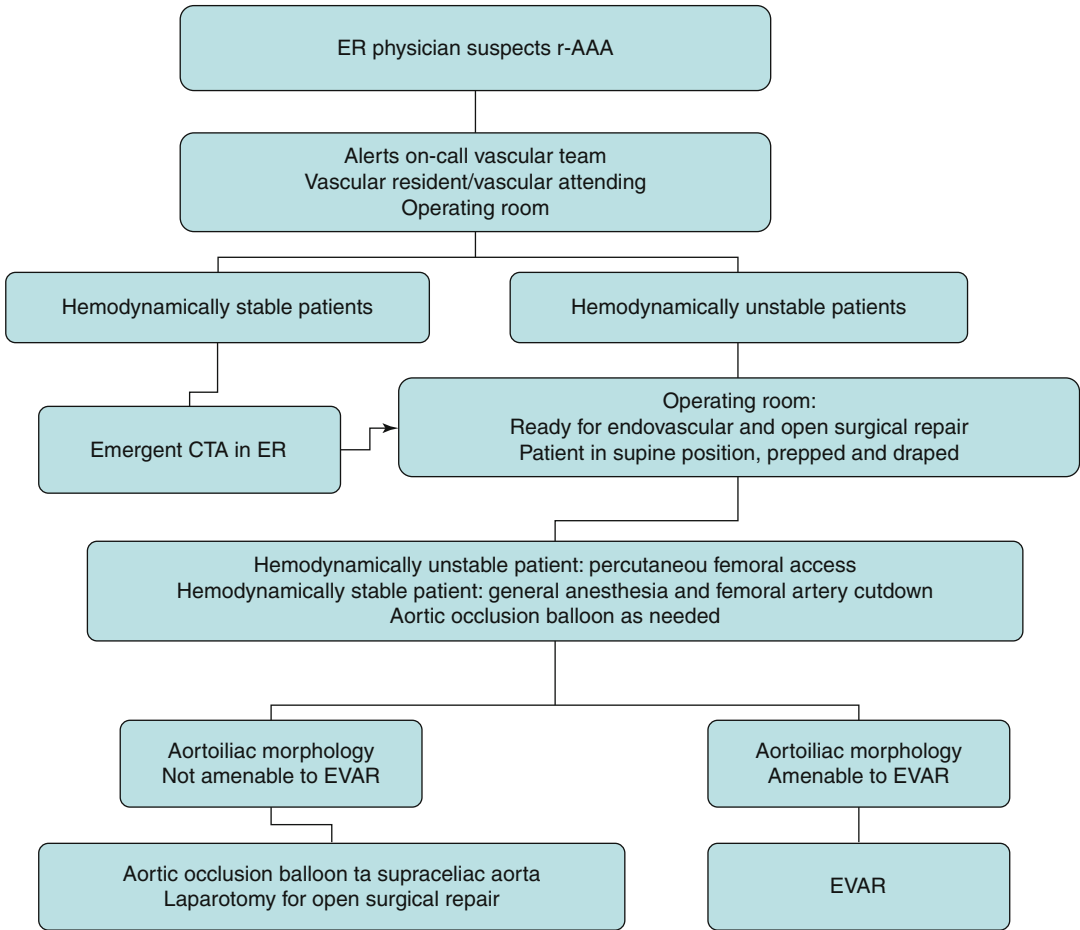 ER physician suspects r-AAA
Alerts on-call vascular team
Vascular resident/vascular attending
Operating room
Hemodynamically stable patients
Hemodynamically unstable patients
Emergent CTA in ER
Operating room:
Ready for endovascular and open surgical repair
Patient in supine position, prepped and draped
Hemodynamically unstable patient: percutaneou femoral access
Hemodynamically stable patient: general anesthesia and femoral artery cutdown
Aortic occlusion balloon as needed
Aortoiliac morphology
Not amenable to EVAR
Aortoiliac morphology
Amenable to EVAR
Aortic occlusion balloon ta supraceliac aorta
Laparotomy for open surgical repair
EVAR